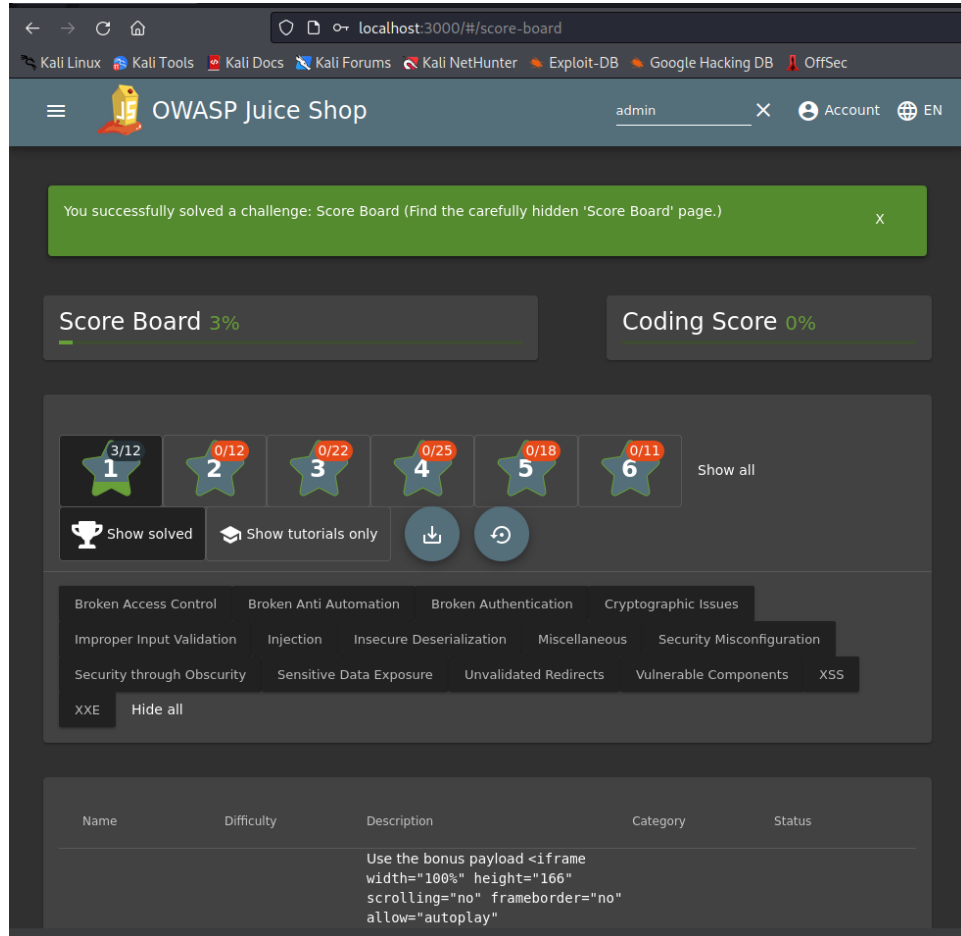 localhost:3000/#/score-board
Kali Linux Kali Tools Kali Docs Kali Forums Kali NetHunter Exploit-DB Google Hacking DB OffSec
JS OWASP Juice Shop admin Account EN
You successfully solved a challenge: Score Board (Find the carefully hidden 'Score Board' page.) X
Score Board 3% Coding Score 0%
3/12 0/12 0/22 0/25 0/18 0/11
1 2 3 4 5 6 Show all
Show solved Show tutorials only
Broken Access Control Broken Anti Automation Broken Authentication Cryptographic Issues
Improper Input Validation Injection Insecure Deserialization Miscellaneous Security Misconfiguration
Security through Obscurity Sensitive Data Exposure Unvalidated Redirects Vulnerable Components XSS
XXE Hide all
Name Difficulty Description Category Status
Use the bonus payload <iframe
width="100%" height="166"
scrolling="no" frameborder="no"
allow="autoplay"